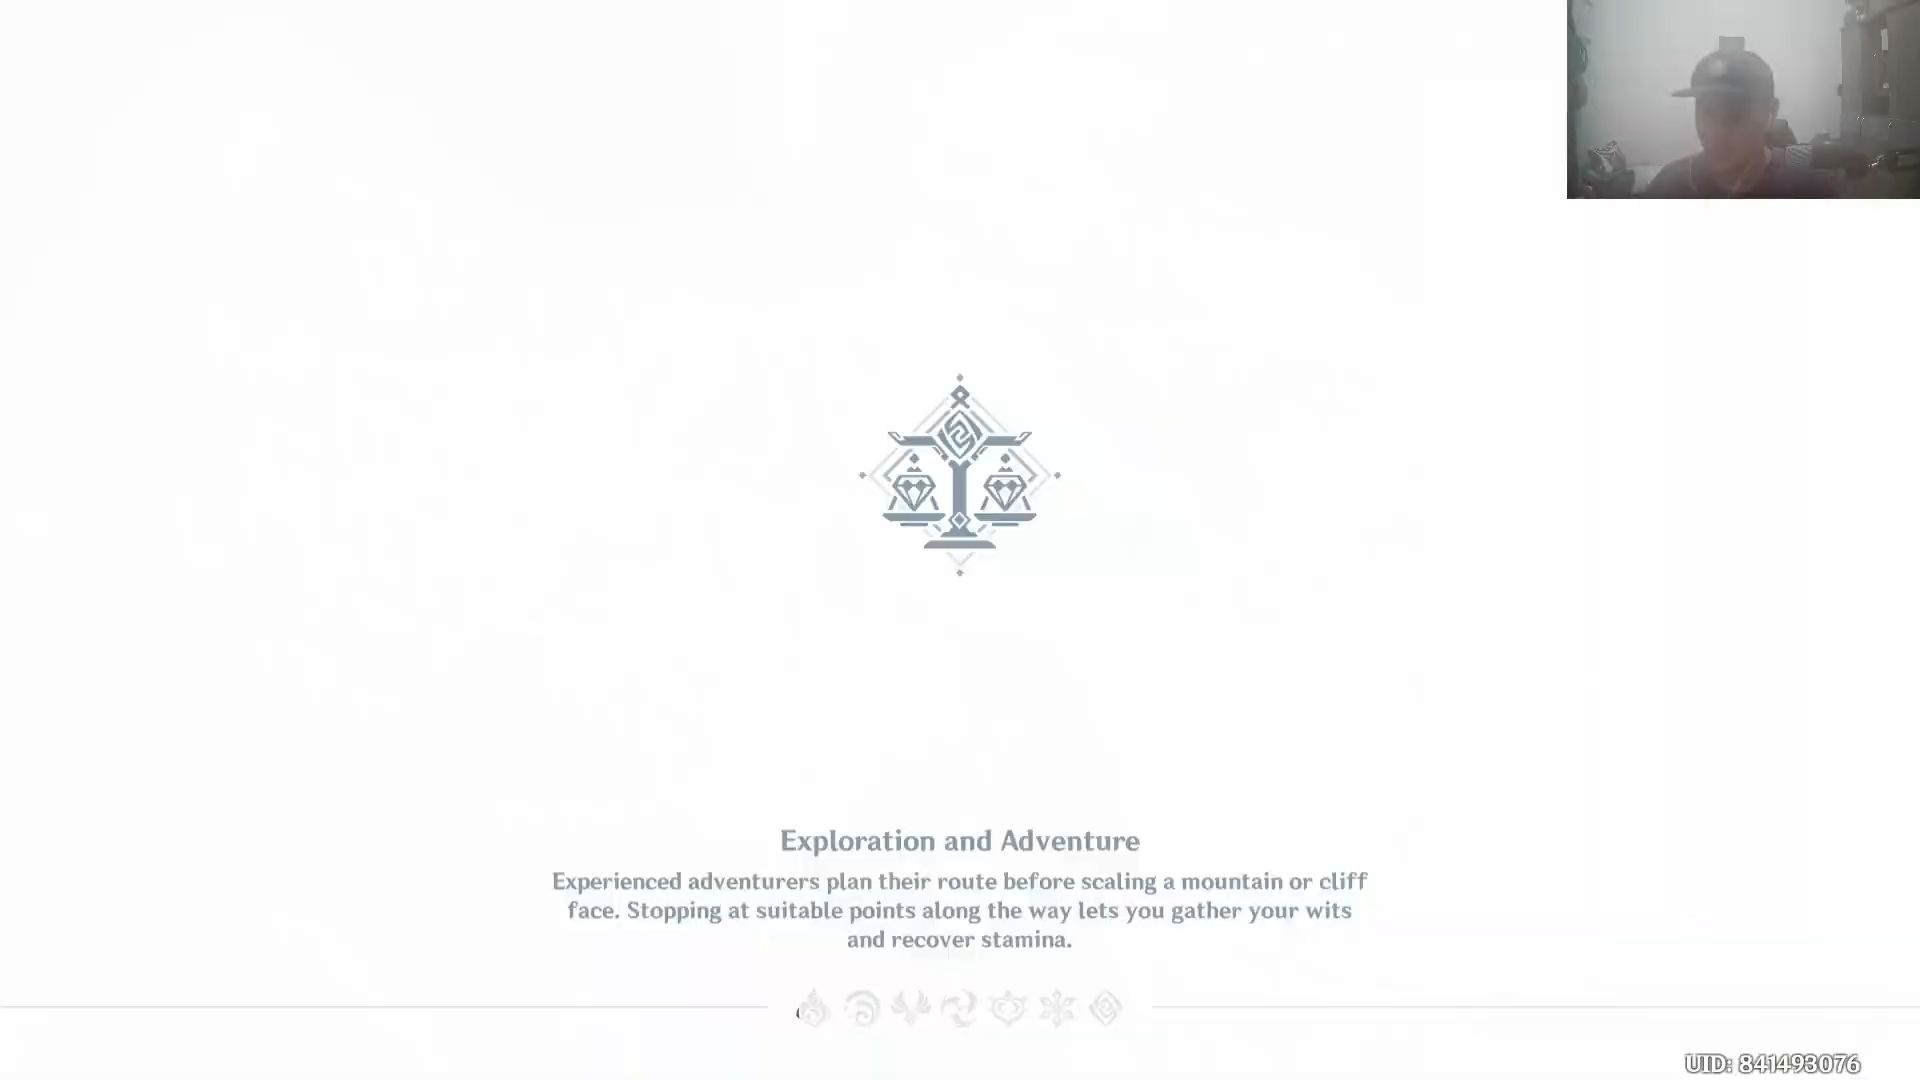 Exploration and Adventure
Experienced adventurers plan their route before scaling a mountain or cliff
face. Stopping at suitable points along the way lets you gather your wits
and recover stamina.
UID: 841493076